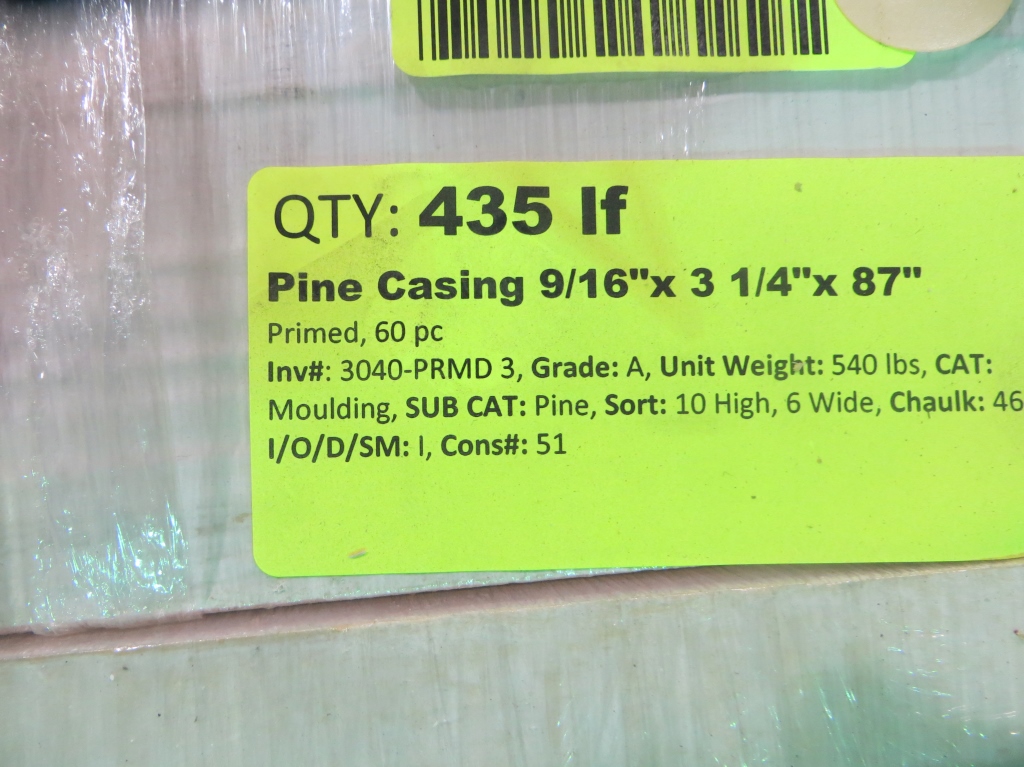 QTY: 435 lf
Pine Casing 9/16"x 3 1/4"x 87"
Primed, 60 pc
Inv#: 3040-PRMD 3, Grade: A, Unit Weight: 540 lbs, CAT:
Moulding, SUB CAT: Pine, Sort: 10 High, 6 Wide, Chaulk: 46
I/O/D/SM: I, Cons#: 51